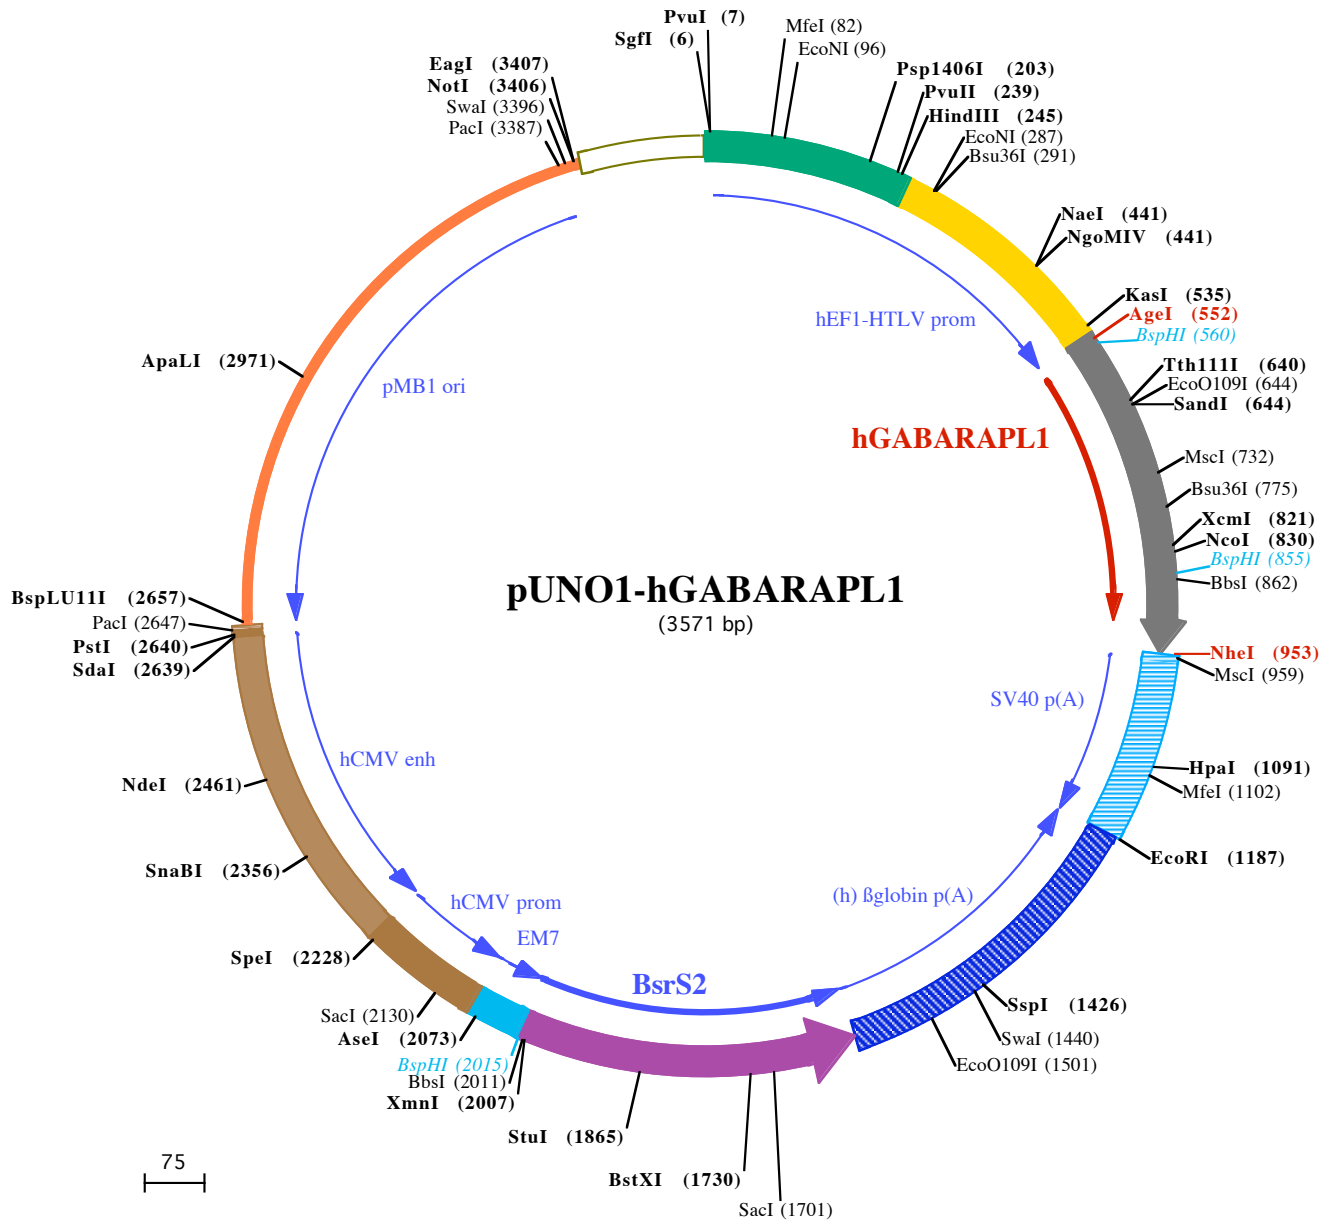 PvuI (7)
SgfI (6)
MfeI (82)
EcoNI (96)
Psp1406I (203)
PvuII (239)
HindIII (245)
EcoNI (287)
Bsu36I (291)
NaeI (441)
NgoMIV (441)
KasI (535)
AgeI (552)
BspHI (560)
Tth111I (640)
EcoO109I (644)
SandI (644)
MscI (732)
Bsu36I (775)
XcmI (821)
NcoI (830)
BspHI (855)
BbsI (862)
NheI (953)
MscI (959)
HpaI (1091)
MfeI (1102)
EcoRI (1187)
SspI (1426)
SwaI (1440)
EcoO109I (1501)
SacI (1701)
BstXI (1730)
StuI (1865)
XmnI (2007)
BbsI (2011)
BspHI (2015)
AseI (2073)
SacI (2130)
SpeI (2228)
SnaBI (2356)
NdeI (2461)
SdaI (2639)
PstI (2640)
PacI (2647)
BspLU11I (2657)
ApaLI (2971)
PacI (3387)
SwaI (3396)
NotI (3406)
EagI (3407)
hEF1-HTLV prom
hGABARAPL1
SV40 p(A)
(h) ßglobin p(A)
BsrS2
EM7
hCMV prom
hCMV enh
pMB1 ori
pUNO1-hGABARAPL1
(3571 bp)
75